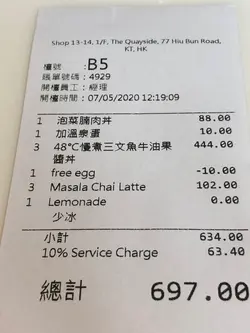 Shop 13-14, 1/F, The Quayside, 77 Hiu Bun Road,
KT, HK
檯號 :B5
賬單號碼 : 4929
開檯員工 : 經理
開檯時間 : 07/05/2020 12:19:09
1 泡菜腩肉丼 88.00
1 加溫泉蛋 10.00
3 48℃慢煮三文魚牛油果 444.00
醬丼
1 free egg -10.00
3 Masala Chai Latte 102.00
1 Lemonade 0.00
少冰
小計 634.00
10% Service Charge 63.40
總計 697.00